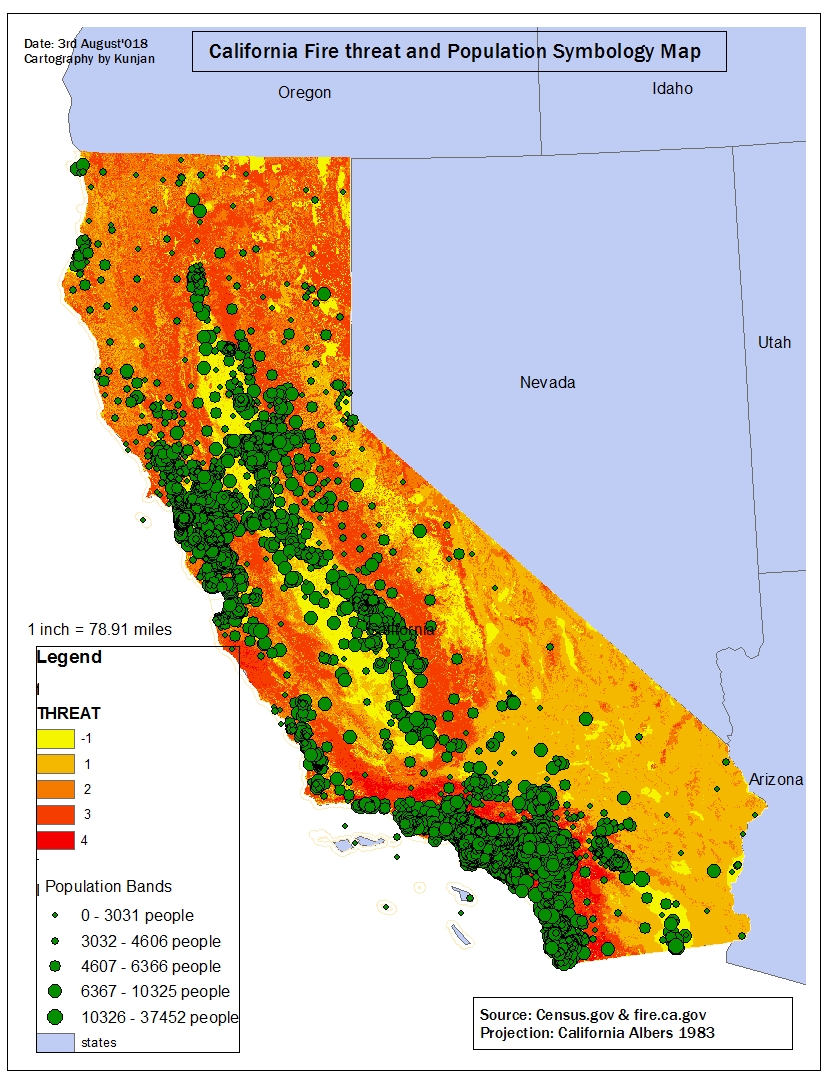 Date: 3rd August'018
Cartography by Kunjan
California Fire threat and Population Symbology Map
Oregon
Idaho
Utah
Nevada
California
1 inch = 78.91 miles
Legend
THREAT
-1
1
2
3
4
Arizona
Population Bands
0 - 3031 people
3032 - 4606 people
4607 - 6366 people
6367 - 10325 people
10326 - 37452 people
states
Source: Census.gov & fire.ca.gov
Projection: California Albers 1983